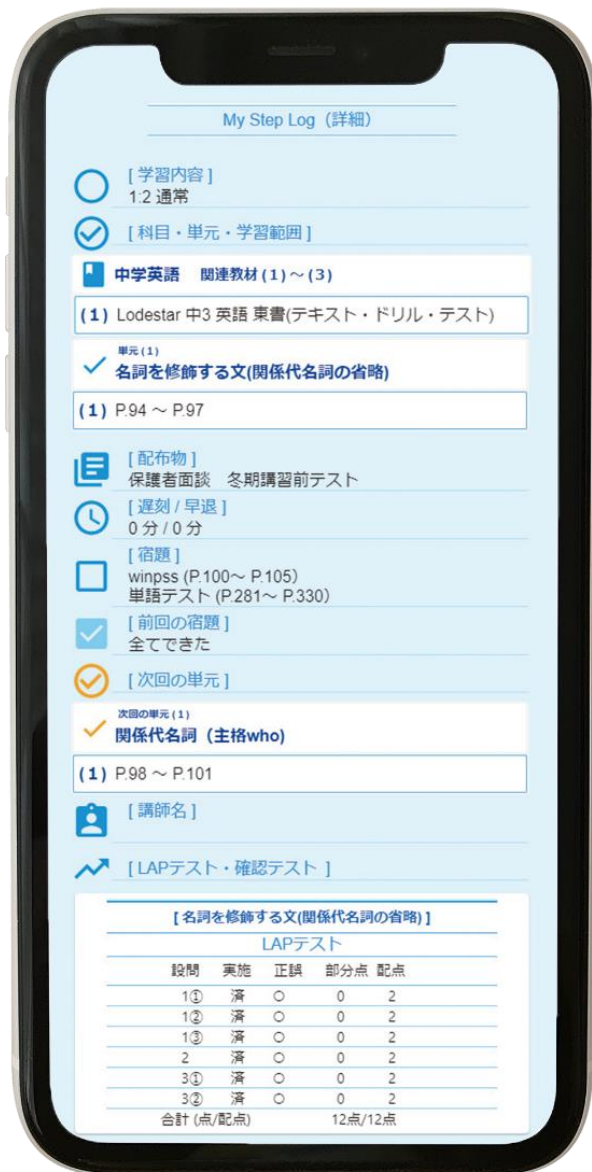 My Step Log（詳細）
[ 学習内容 ]
1:2 通常
[ 科目・単元・学習範囲 ]
中学英語 関連教材 (1) ～ (3)
(1) Lodestar 中3 英語 東書(テキスト・ドリル・テスト)
単元 (1)
名詞を修飾する文(関係代名詞の省略)
(1) P.94 ～ P.97
[ 配布物 ]
保護者面談 冬期講習前テスト
[ 遅刻 / 早退 ]
0 分 / 0 分
[ 宿題 ]
winpss (P.100～ P.105)
単語テスト (P.281～ P.330)
[ 前回の宿題 ]
全てできた
[ 次回の単元 ]
次回の単元 (1)
関係代名詞（主格who)
(1) P.98 ～ P.101
[ 講師名 ]
[ LAPテスト・確認テスト ]
[ 名詞を修飾する文(関係代名詞の省略) ]
LAPテスト
設問 実施 正誤 部分点 配点
1① 済 ○ 0 2
1② 済 ○ 0 2
1③ 済 ○ 0 2
2 済 ○ 0 2
3① 済 ○ 0 2
3② 済 ○ 0 2
合計 (点/配点) 12点/12点